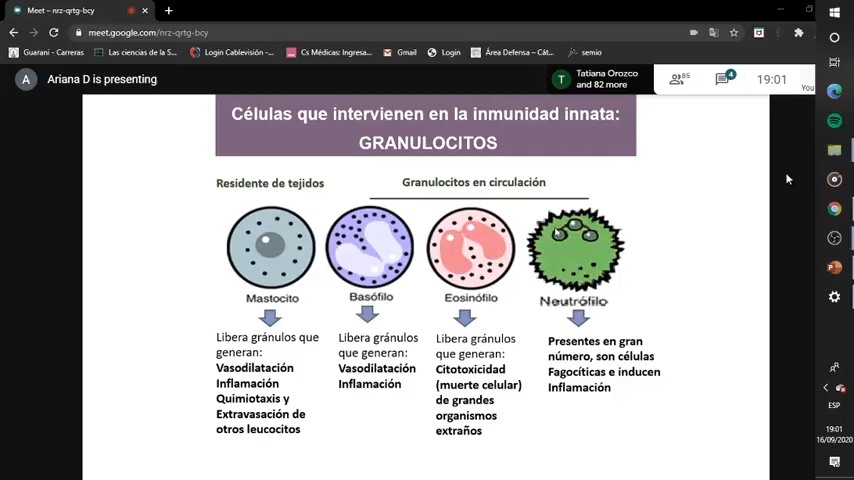 Meet – nrz-qrtg-bcy
meet.google.com/nrz-qrtg-bcy
Guarani - Carreras
Las ciencias de la S...
Login Cablevisión...
Cs Médicas: Ingresa...
Gmail
Login
Área Defensa – Cát...
semio
A
Ariana D is presenting
T
Tatiana Orozco
and 82 more
85
4
19:01
You
Células que intervienen en la inmunidad innata:
GRANULOCITOS
Residente de tejidos
Granulocitos en circulación
Mastocito
Basófilo
Eosinófilo
Neutrófilo
Libera gránulos que
generan:
Vasodilatación
Inflamación
Quimiotaxis y
Extravasación de
otros leucocitos
Libera gránulos
que generan:
Vasodilatación
Inflamación
Libera gránulos
que generan:
Citotoxicidad
(muerte celular)
de grandes
organismos
extraños
Presentes en gran
número, son células
Fagocíticas e inducen
Inflamación
ESP
19:01
16/09/2020